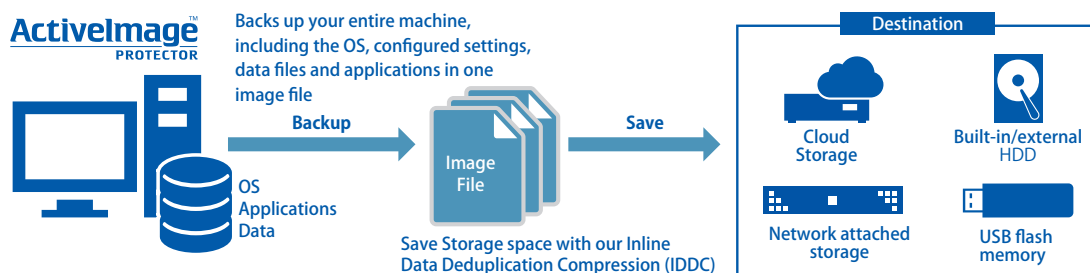 ActiveImage™
PROTECTOR
Backs up your entire machine,
including the OS, configured settings,
data files and applications in one
image file
Backup
OS
Applications
Data
Image
File
Save Storage space with our Inline
Data Deduplication Compression (IDDC)
Save
Destination
Cloud
Storage
Built-in/external
HDD
Network attached
storage
USB flash
memory